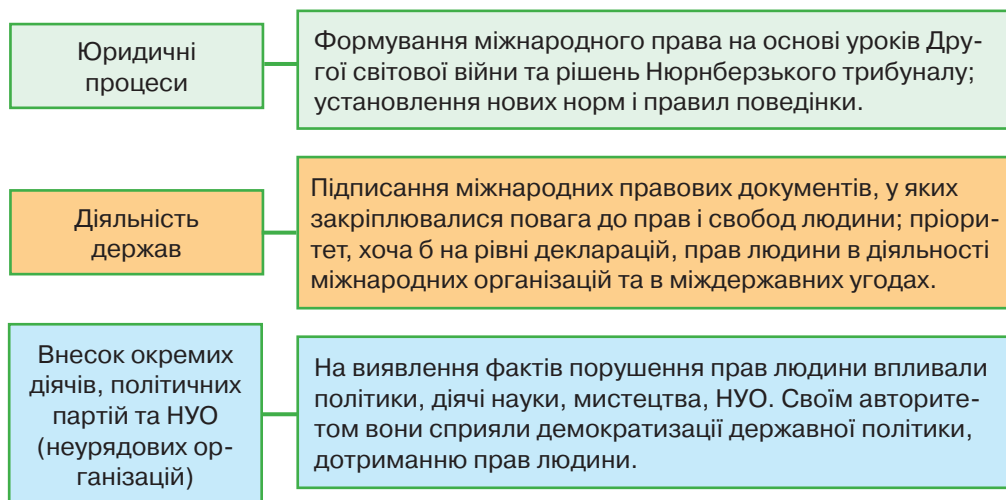 Юридичні
процеси
Формування міжнародного права на основі уроків Дру-
гої світової війни та рішень Нюрнберзького трибуналу;
установлення нових норм і правил поведінки.
Діяльність
держав
Підписання міжнародних правових документів, у яких
закріплювалися повага до прав і свобод людини; пріори-
тет, хоча б на рівні декларацій, прав людини в діяльності
міжнародних організацій та в міждержавних угодах.
Внесок окремих
діячів, політичних
партій та НУО
(неурядових ор-
ганізацій)
На виявлення фактів порушення прав людини впливали
політики, діячі науки, мистецтва, НУО. Своїм авторите-
том вони сприяли демократизації державної політики,
дотриманню прав людини.